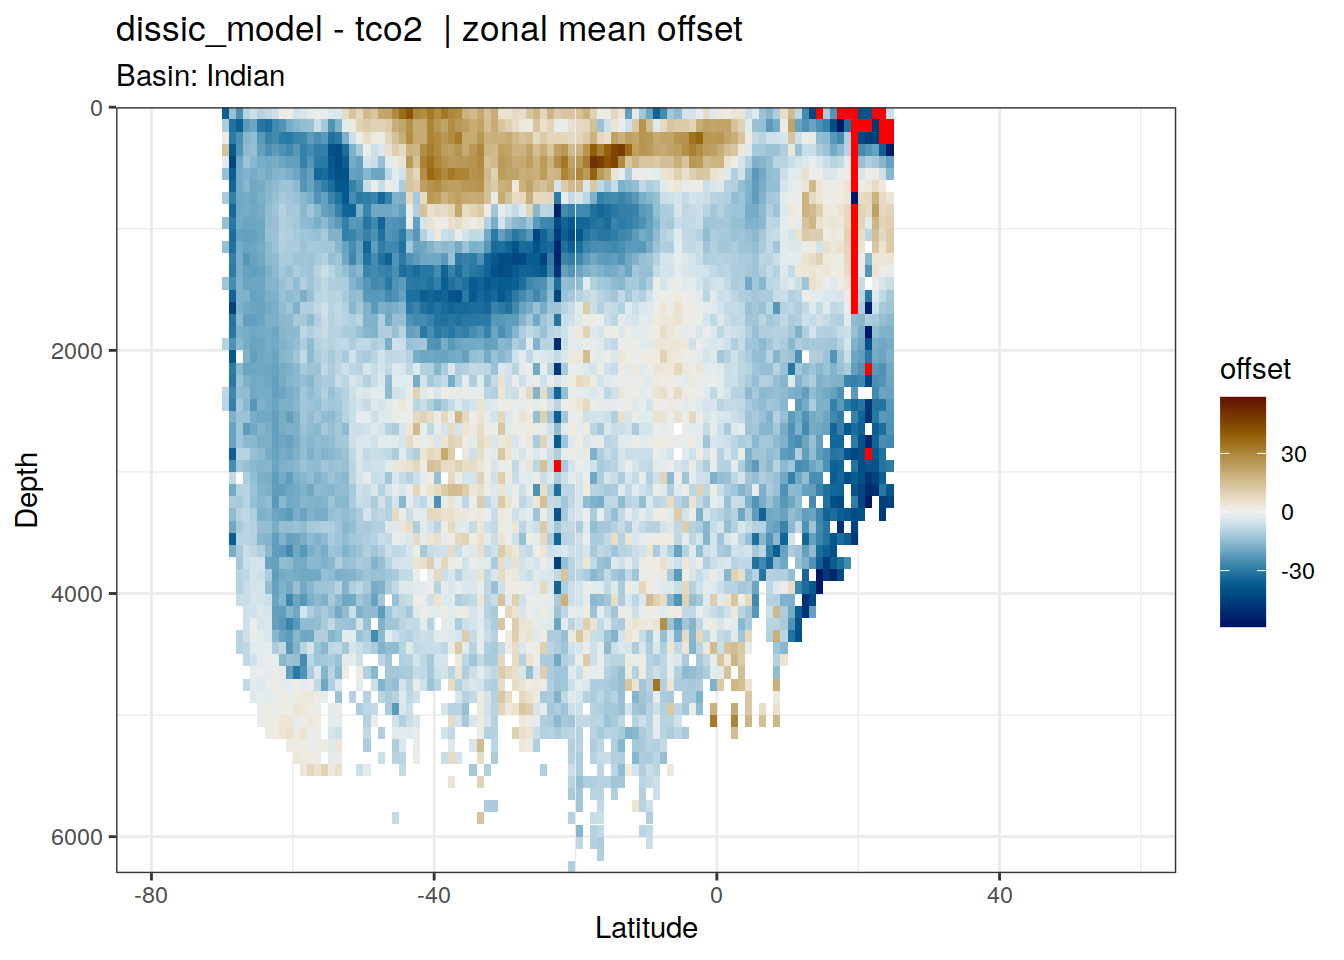 dissic_model - tco2  | zonal mean offset
Basin: Indian
0
2000
4000
6000
Depth
-80
-40
0
40
Latitude
offset
30
0
-30